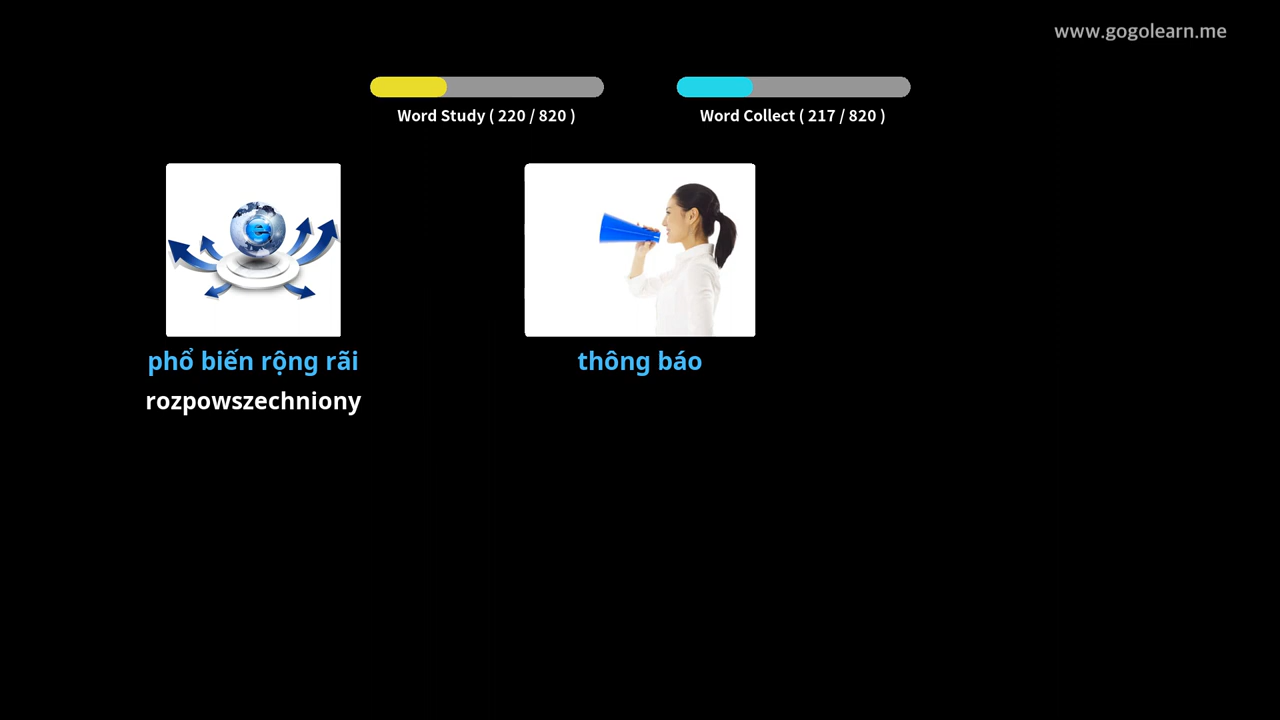 www.gogolearn.me
Word Study ( 220 / 820 )
Word Collect ( 217 / 820 )
e
phổ biến rộng rãi
thông báo
rozpowszechniony